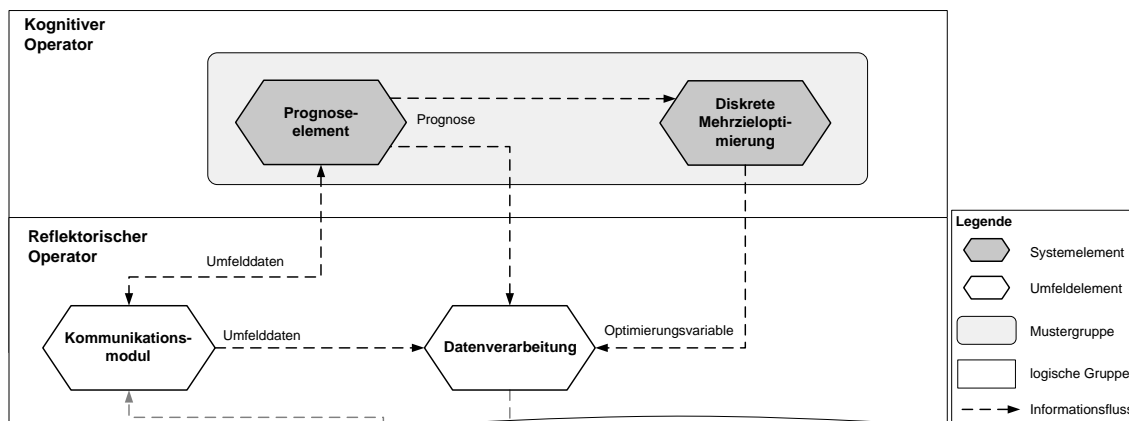 Kognitiver
Operator
Prognose-
element
Prognose
Diskrete
Mehrzielopti-
mierung
Reflektorischer
Operator
Umfelddaten
Kommunikations-
modul
Umfelddaten
Datenverarbeitung
Optimierungsvariable
Legende
Systemelement
Umfeldelement
Mustergruppe
logische Gruppe
Informationsfluss